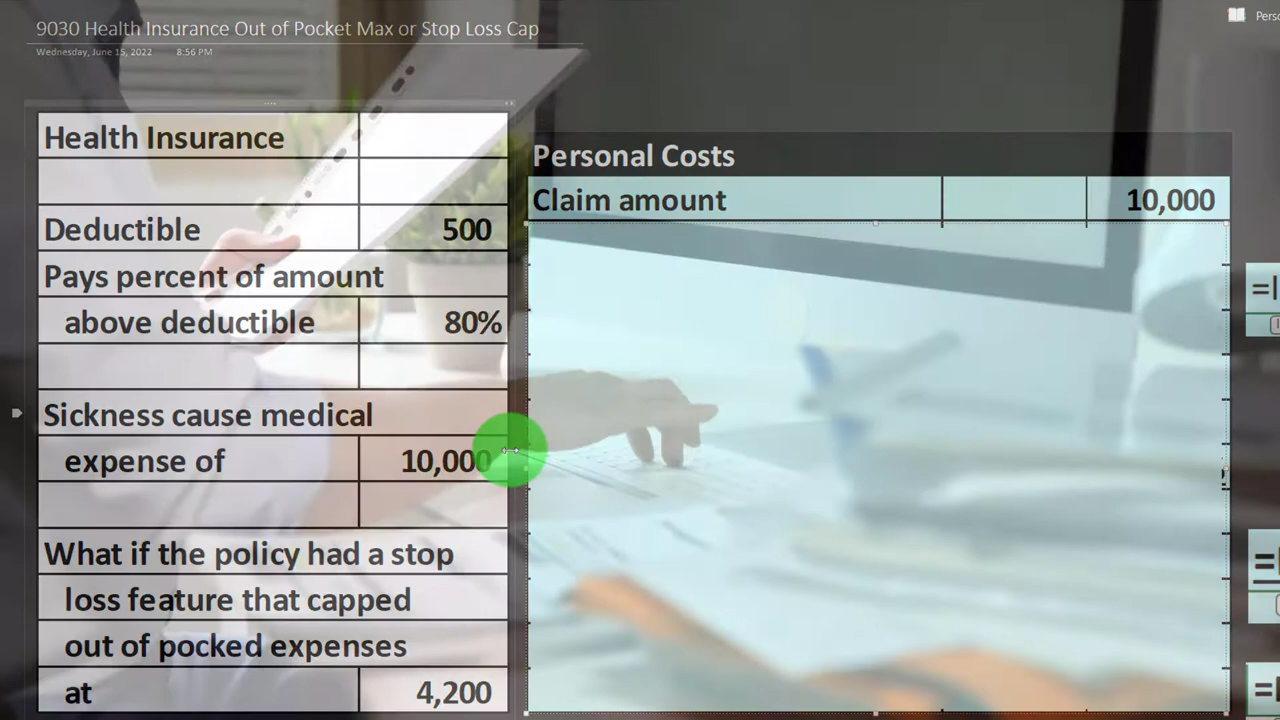 9030 Health Insurance Out of Pocket Max or Stop Loss Cap
Wednesday, June 15, 2022 8:56 PM
Health Insurance
Deductible 500
Pays percent of amount
above deductible 80%
Sickness cause medical
expense of 10,000
What if the policy had a stop
loss feature that capped
out of pocked expenses
at 4,200
Personal Costs
Claim amount 10,000